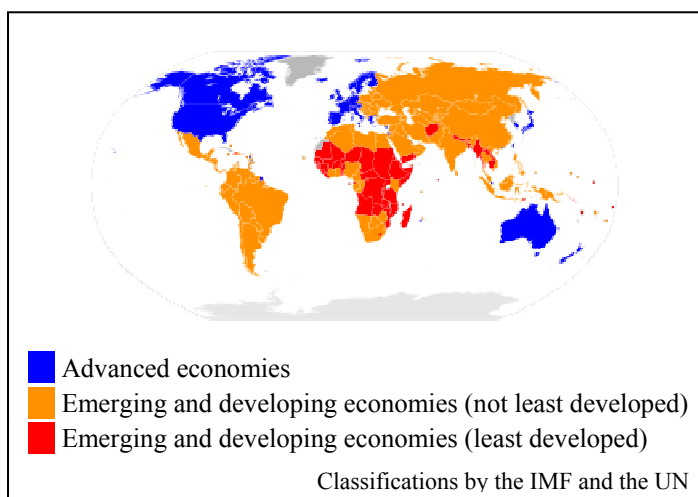 Advanced economies
Emerging and developing economies (not least developed)
Emerging and developing economies (least developed)
Classifications by the IMF and the UN